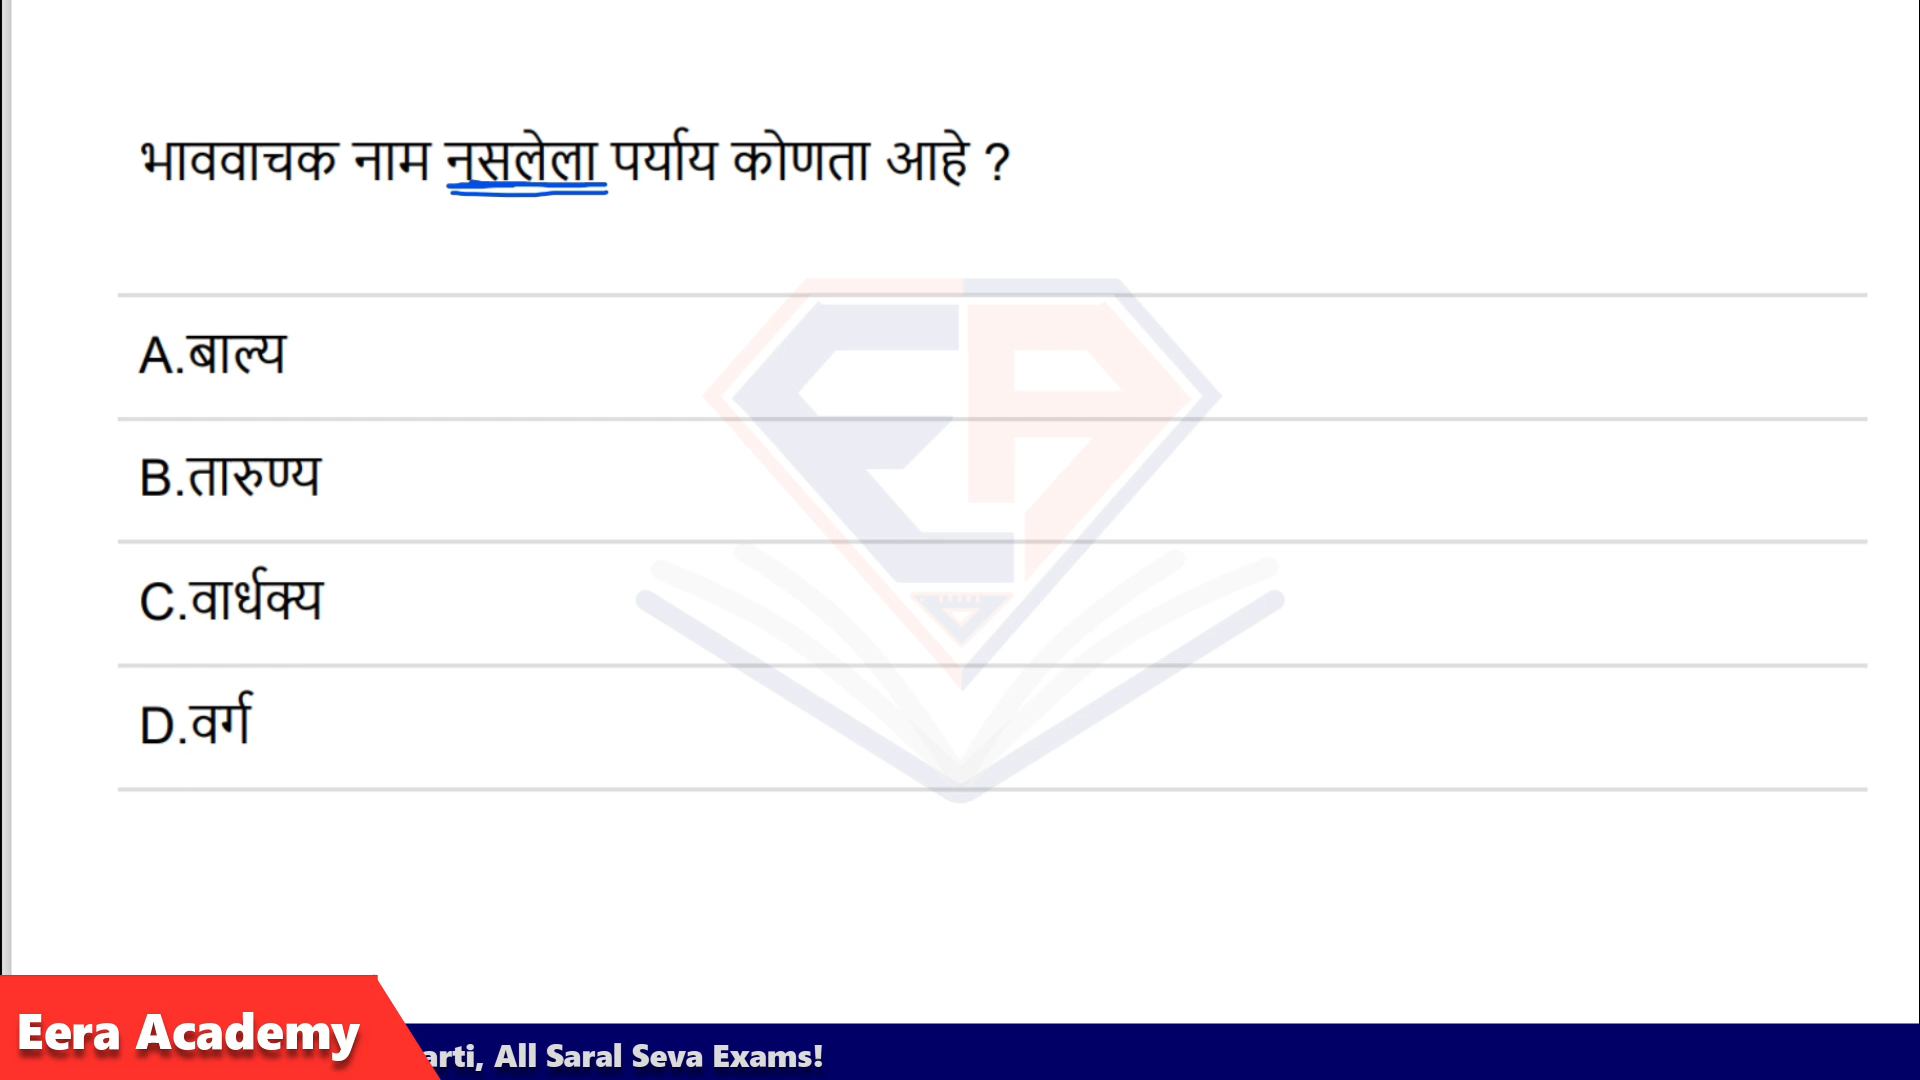 भाववाचक नाम नसलेला पर्याय कोणता आहे ?
A.बाल्य
B.तारुण्य
C.वार्धक्य
D.वर्ग
Eera Academy
arti, All Saral Seva Exams!